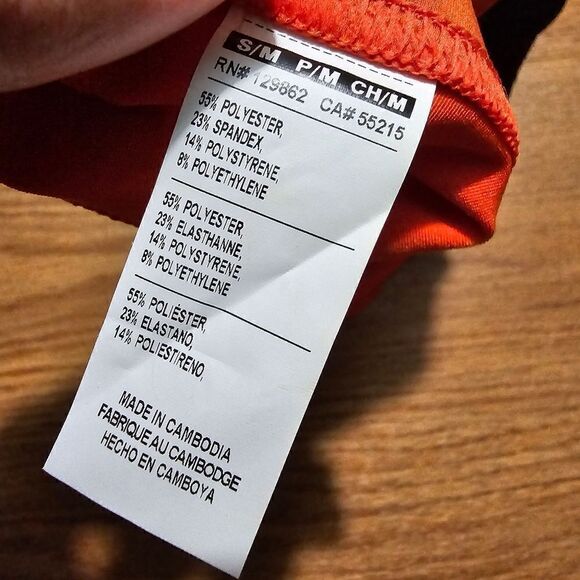 S/M P/M CH/M
RN# 129862 CA# 55215
55% POLYESTER,
23% SPANDEX,
14% POLYSTYRENE,
8% POLYETHYLENE
55% POLYESTER,
23% ELASTHANNE,
14% POLYSTYRENE,
8% POLYETHYLENE
55% POLIÉSTER,
23% ELASTANO,
14% POLIESTIRENO,
MADE IN CAMBODIA
FABRIQUE AU CAMBODGE
HECHO EN CAMBOYA